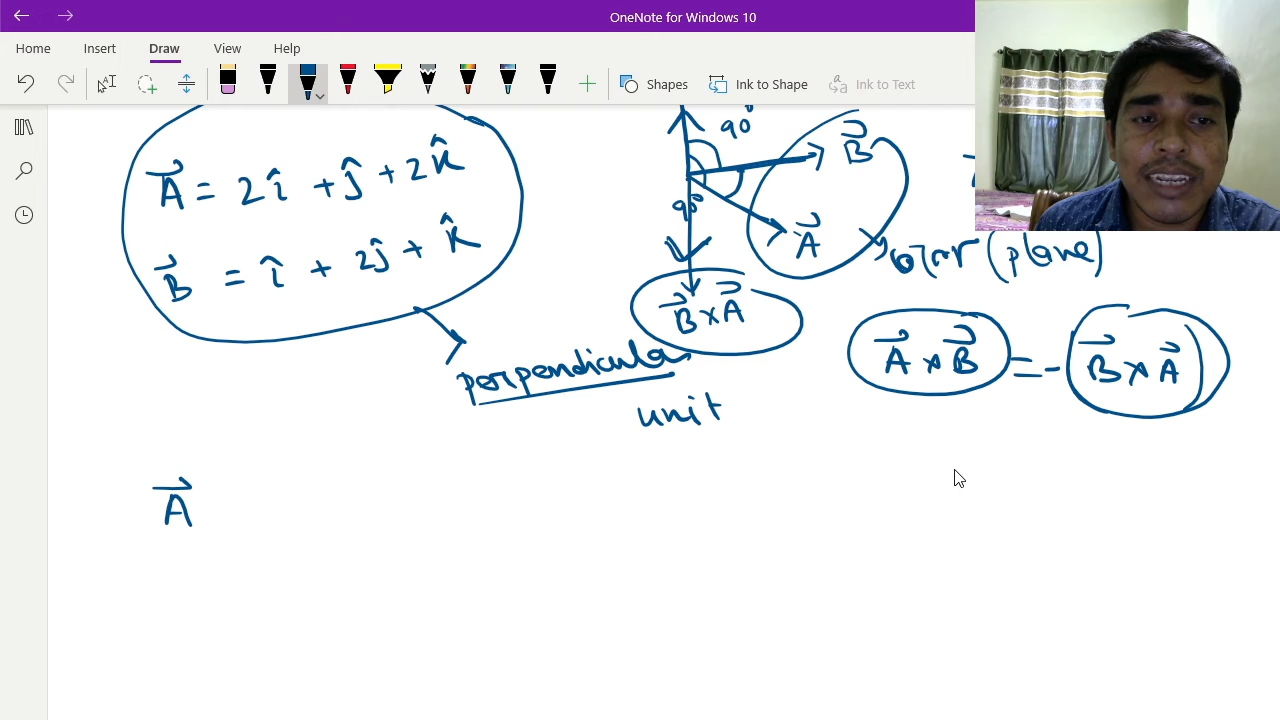 OneNote for Windows 10
Home Insert Draw View Help
Shapes Ink to Shape Ink to Text
90°
B⃗
A⃗ = 2î + ĵ + 2k̂
90°
A⃗
(plane)
B⃗ = î + 2ĵ + k̂
B⃗ × A⃗
A⃗ × B⃗ = - (B⃗ × A⃗)
perpendicular
unit
A⃗